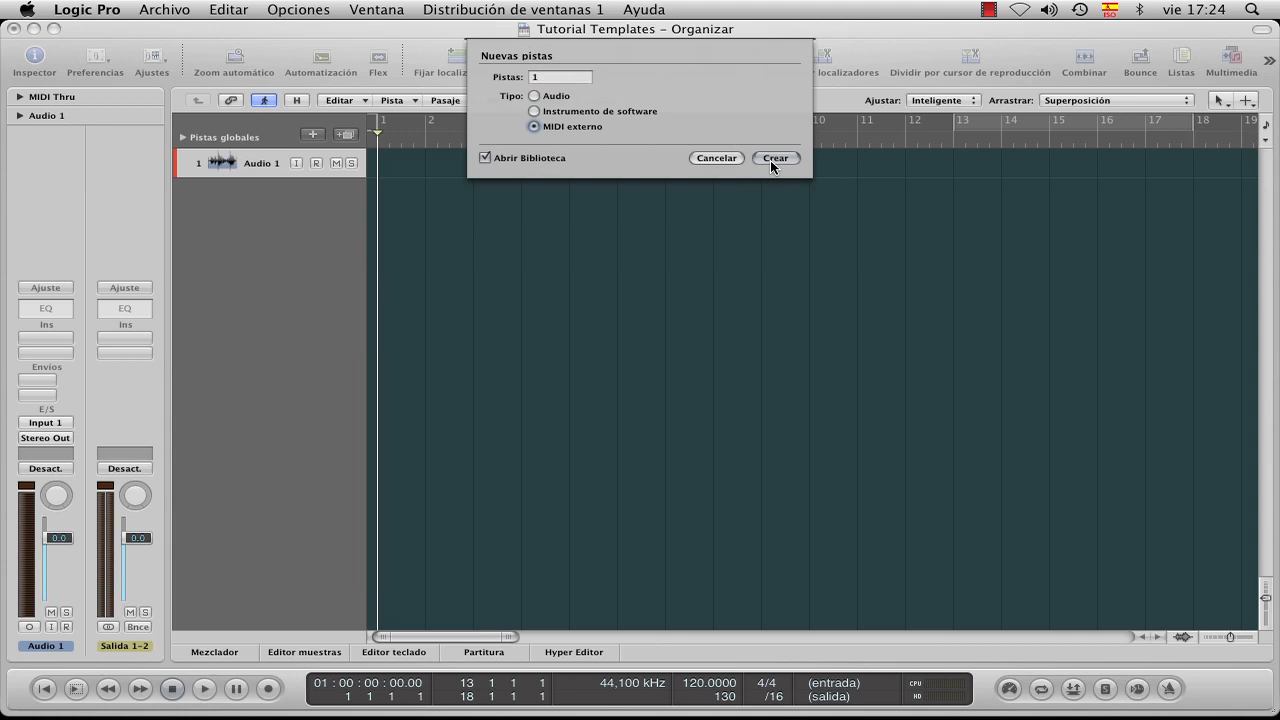 Logic Pro Archivo Editar Opciones Ventana Distribución de ventanas 1 Ayuda ISO vie 17:24
Tutorial Templates – Organizar
Inspector Preferencias Ajustes Zoom automático Automatización Flex Fijar localiz localizadores Dividir por cursor de reproducción Combinar Bounce Listas Multimedia
Nuevas pistas
Pistas: 1
Tipo: Audio
Instrumento de software
MIDI externo
Abrir Biblioteca Cancelar Crear
MIDI Thru
Audio 1
H Editar Pista Pasaje Ajustar: Inteligente Arrastrar: Superposición
Pistas globales
1 2 10 11 12 13 14 15 16 17 18 19
1 Audio 1 I R M S
Ajuste Ajuste
EQ EQ
Ins Ins
Envíos
E/S
Input 1
Stereo Out
Desact. Desact.
0.0 0.0
M S M S
I R Bnce
Audio 1 Salida 1-2
Mezclador Editor muestras Editor teclado Partitura Hyper Editor
01 : 00 : 00 : 00.00 13 1 1 1 44,100 kHz 120.0000 4/4 (entrada) CPU
1 1 1 1 18 1 1 1 130 /16 (salida) HD
S